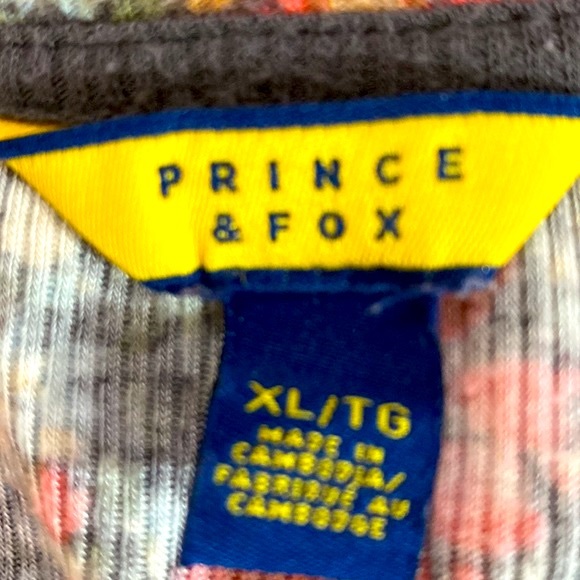 PRINCE
& FOX
XL/TG
MADE IN
CAMBODIA/
FABRIQUÉ AU
CAMBODGE